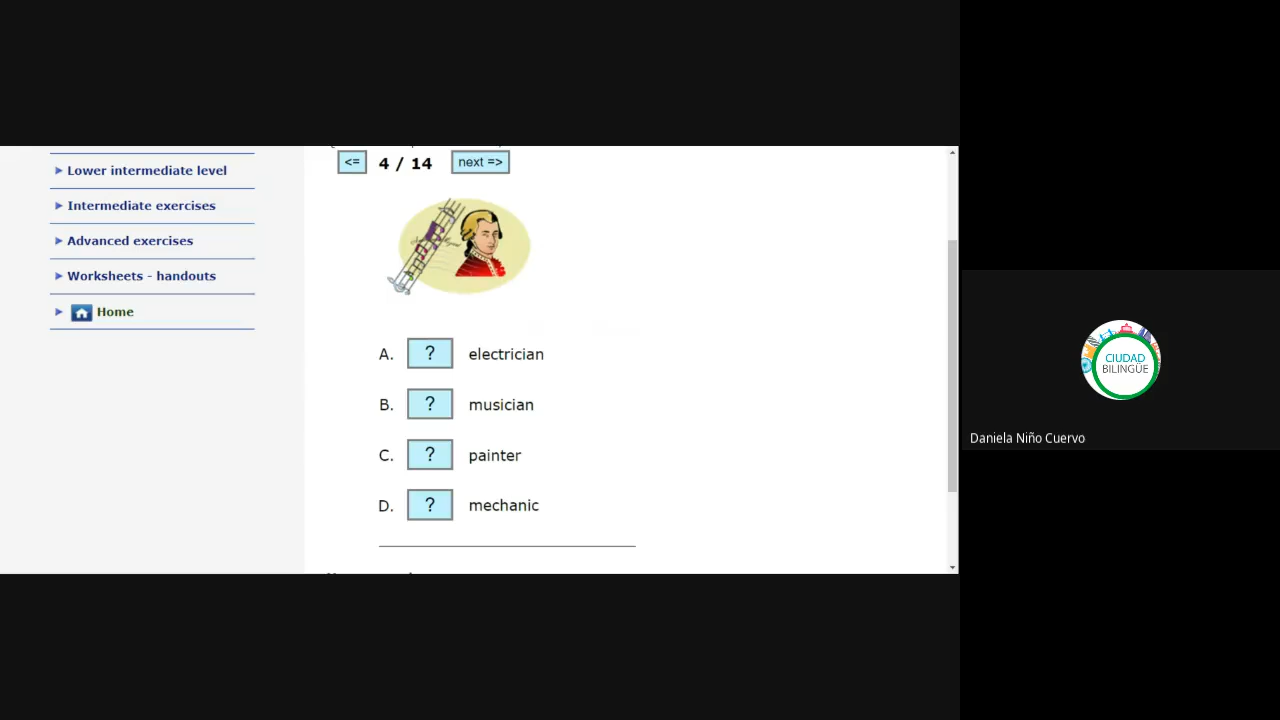 Lower intermediate level
Intermediate exercises
Advanced exercises
Worksheets - handouts
Home
<= 4 / 14 next =>
A. ? electrician
B. ? musician
C. ? painter
D. ? mechanic
CIUDAD
BILINGÜE
Daniela Niño Cuervo